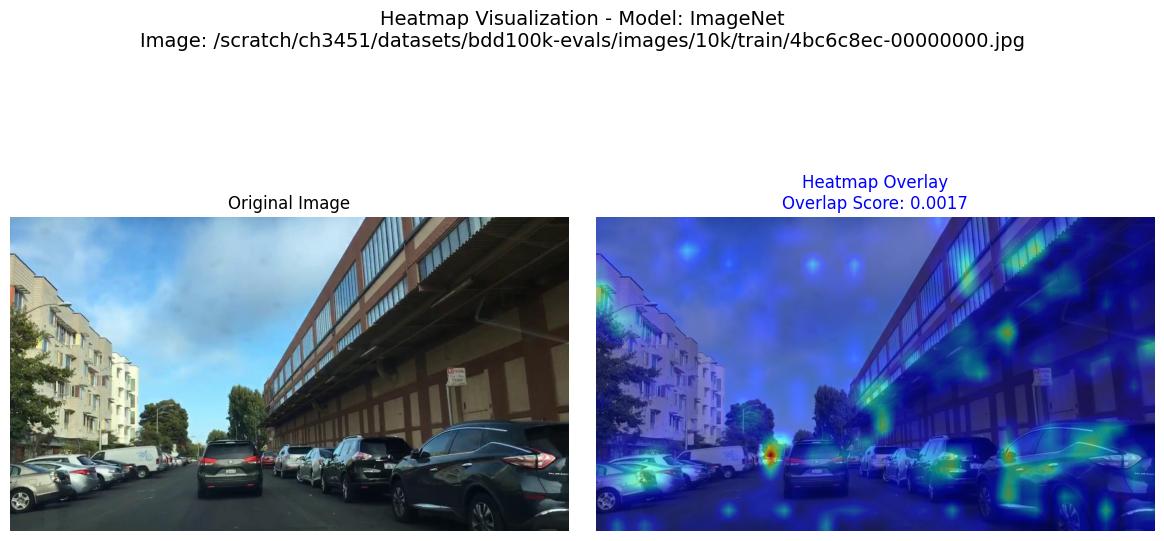 Heatmap Visualization - Model: ImageNet
Image: /scratch/ch3451/datasets/bdd100k-evals/images/10k/train/4bc6c8ec-00000000.jpg
Original Image
Heatmap Overlay
Overlap Score: 0.0017